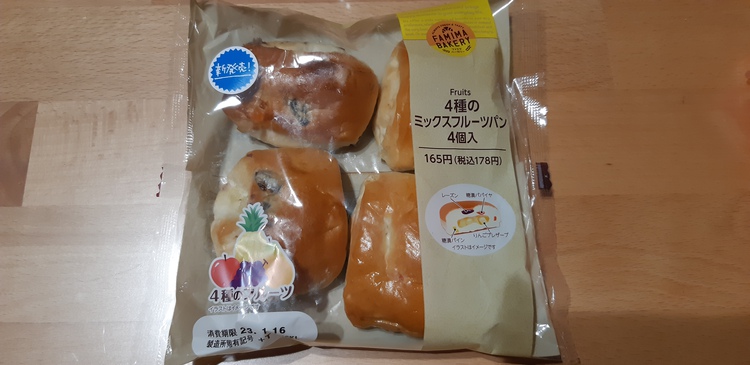 FAMIMA
BAKERY
新発売!
Fruits
4種の
ミックスフルーツパン
4個入
165円(税込178円)
レーズン
糖漬パパイヤ
糖漬パイン
りんごプレザーブ
イラストはイメージです
4種のフルーツ
消費期限 23.1.16
製造所固有記号